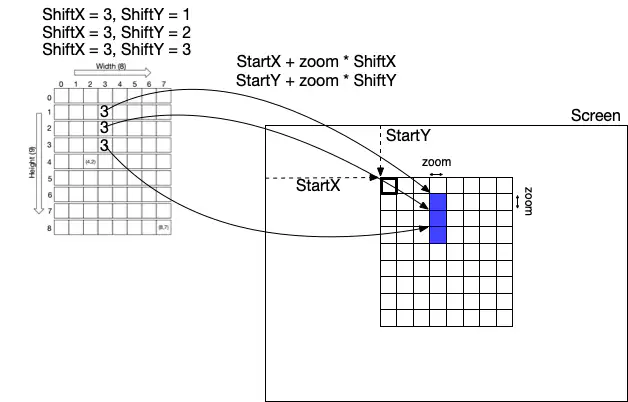 ShiftX = 3, ShiftY = 1
ShiftX = 3, ShiftY = 2
ShiftX = 3, ShiftY = 3
Width (8)
0 1 2 3 4 5 6 7
StartX + zoom * ShiftX
StartY + zoom * ShiftY
Screen
0
1
3
2
3
3
3
4
(4,2)
5
6
7
8
(8,7)
Height (9)
StartY
zoom
StartX
zoom